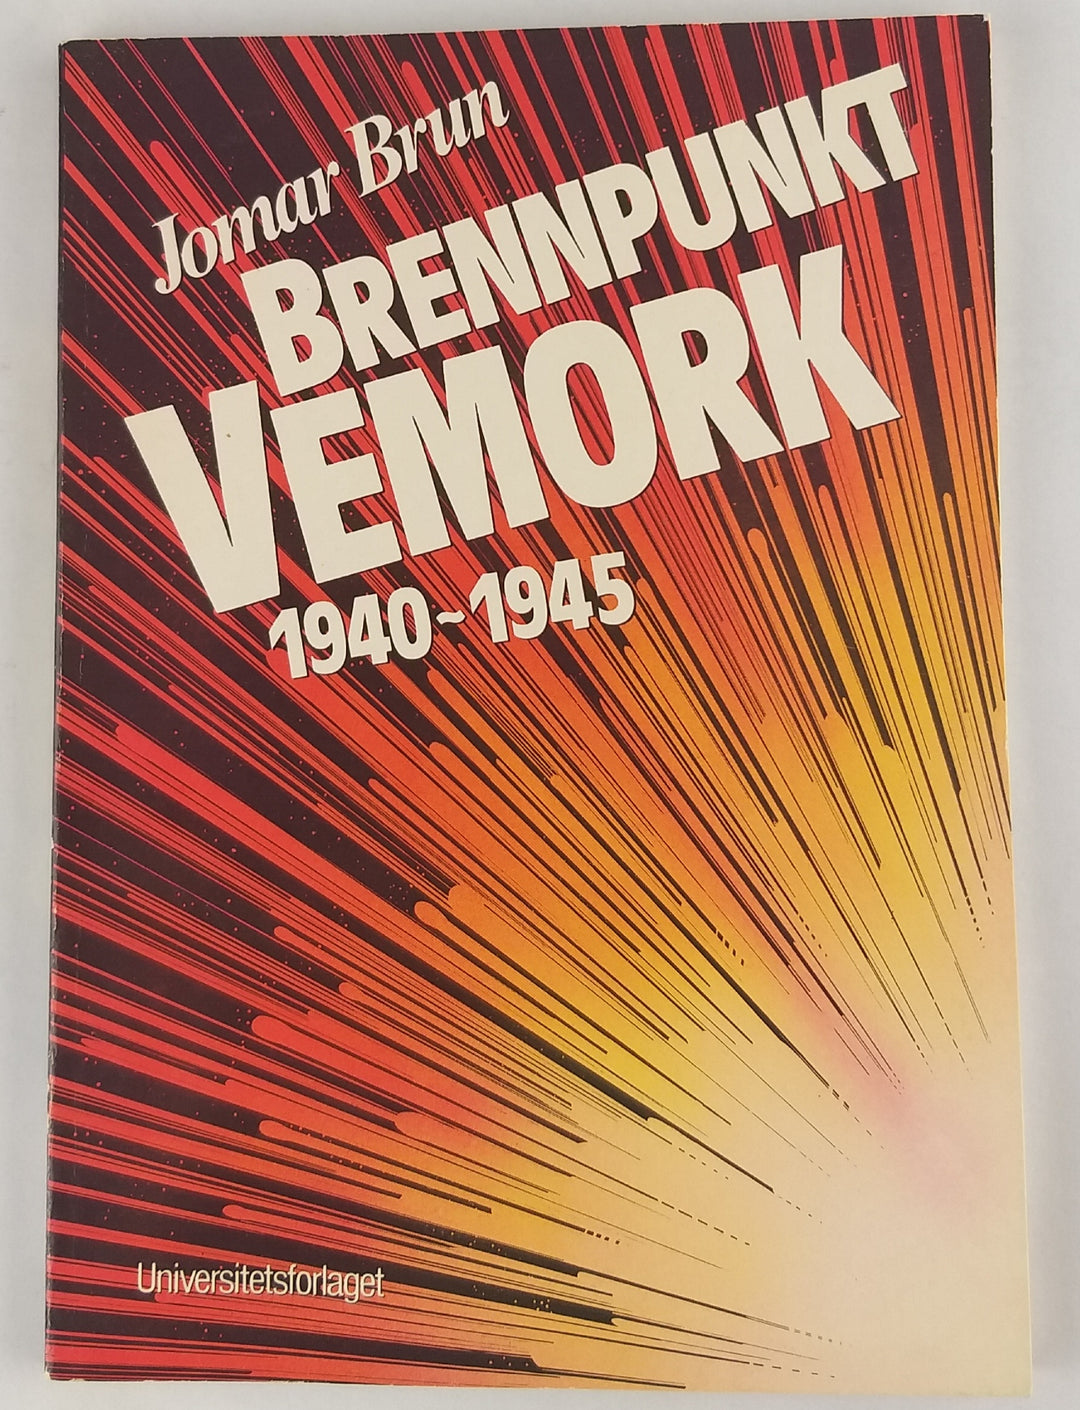 Jomar Brun
BRENNPUNKT
VEMORK
1940~1945
Universitetsforlaget